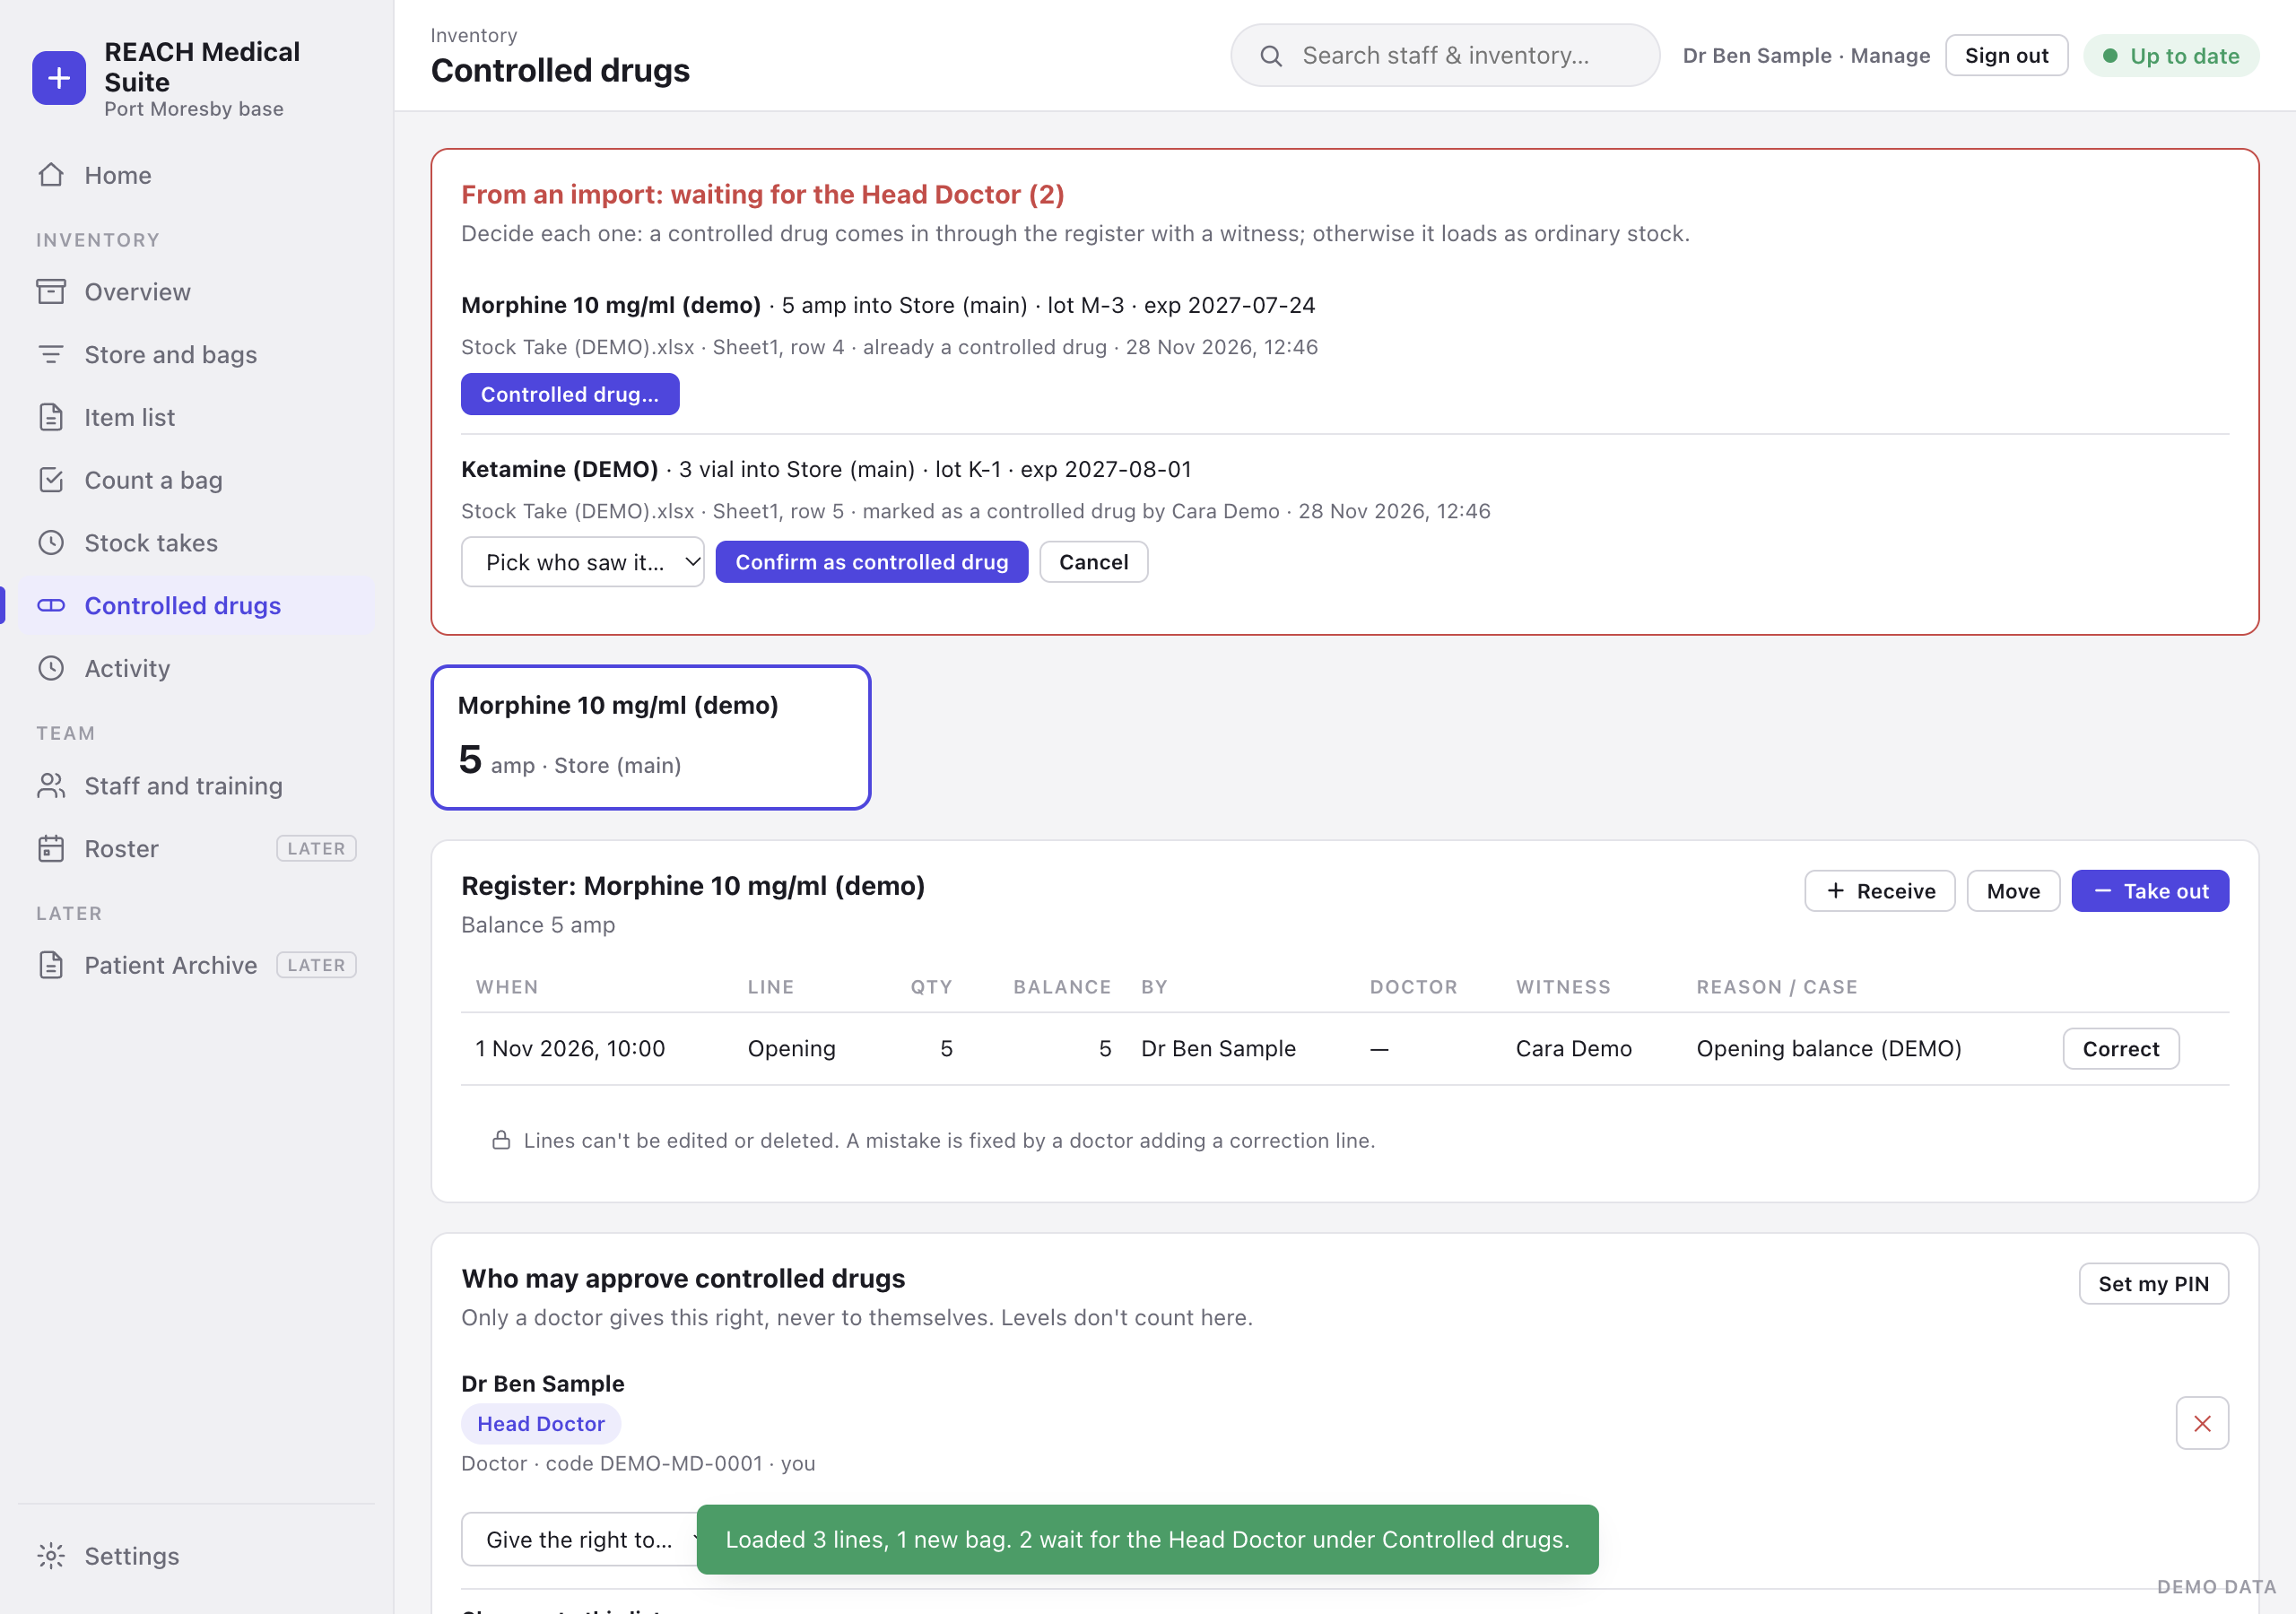 REACH Medical
Suite
Port Moresby base
Home
INVENTORY
Overview
Store and bags
Item list
Count a bag
Stock takes
Controlled drugs
Activity
TEAM
Staff and training
Roster LATER
LATER
Patient Archive LATER
Settings
Inventory
Controlled drugs
Search staff & inventory...
Dr Ben Sample · Manage
Sign out
Up to date
From an import: waiting for the Head Doctor (2)
Decide each one: a controlled drug comes in through the register with a witness; otherwise it loads as ordinary stock.
Morphine 10 mg/ml (demo) · 5 amp into Store (main) · lot M-3 · exp 2027-07-24
Stock Take (DEMO).xlsx · Sheet1, row 4 · already a controlled drug · 28 Nov 2026, 12:46
Controlled drug...
Ketamine (DEMO) · 3 vial into Store (main) · lot K-1 · exp 2027-08-01
Stock Take (DEMO).xlsx · Sheet1, row 5 · marked as a controlled drug by Cara Demo · 28 Nov 2026, 12:46
Pick who saw it... Confirm as controlled drug Cancel
Morphine 10 mg/ml (demo)
5 amp · Store (main)
Register: Morphine 10 mg/ml (demo)
Balance 5 amp
+ Receive Move − Take out
WHEN LINE QTY BALANCE BY DOCTOR WITNESS REASON / CASE
1 Nov 2026, 10:00 Opening 5 5 Dr Ben Sample — Cara Demo Opening balance (DEMO) Correct
Lines can't be edited or deleted. A mistake is fixed by a doctor adding a correction line.
Who may approve controlled drugs
Only a doctor gives this right, never to themselves. Levels don't count here.
Set my PIN
Dr Ben Sample
Head Doctor
Doctor · code DEMO-MD-0001 · you
Give the right to...
Loaded 3 lines, 1 new bag. 2 wait for the Head Doctor under Controlled drugs.
DEMO DATA